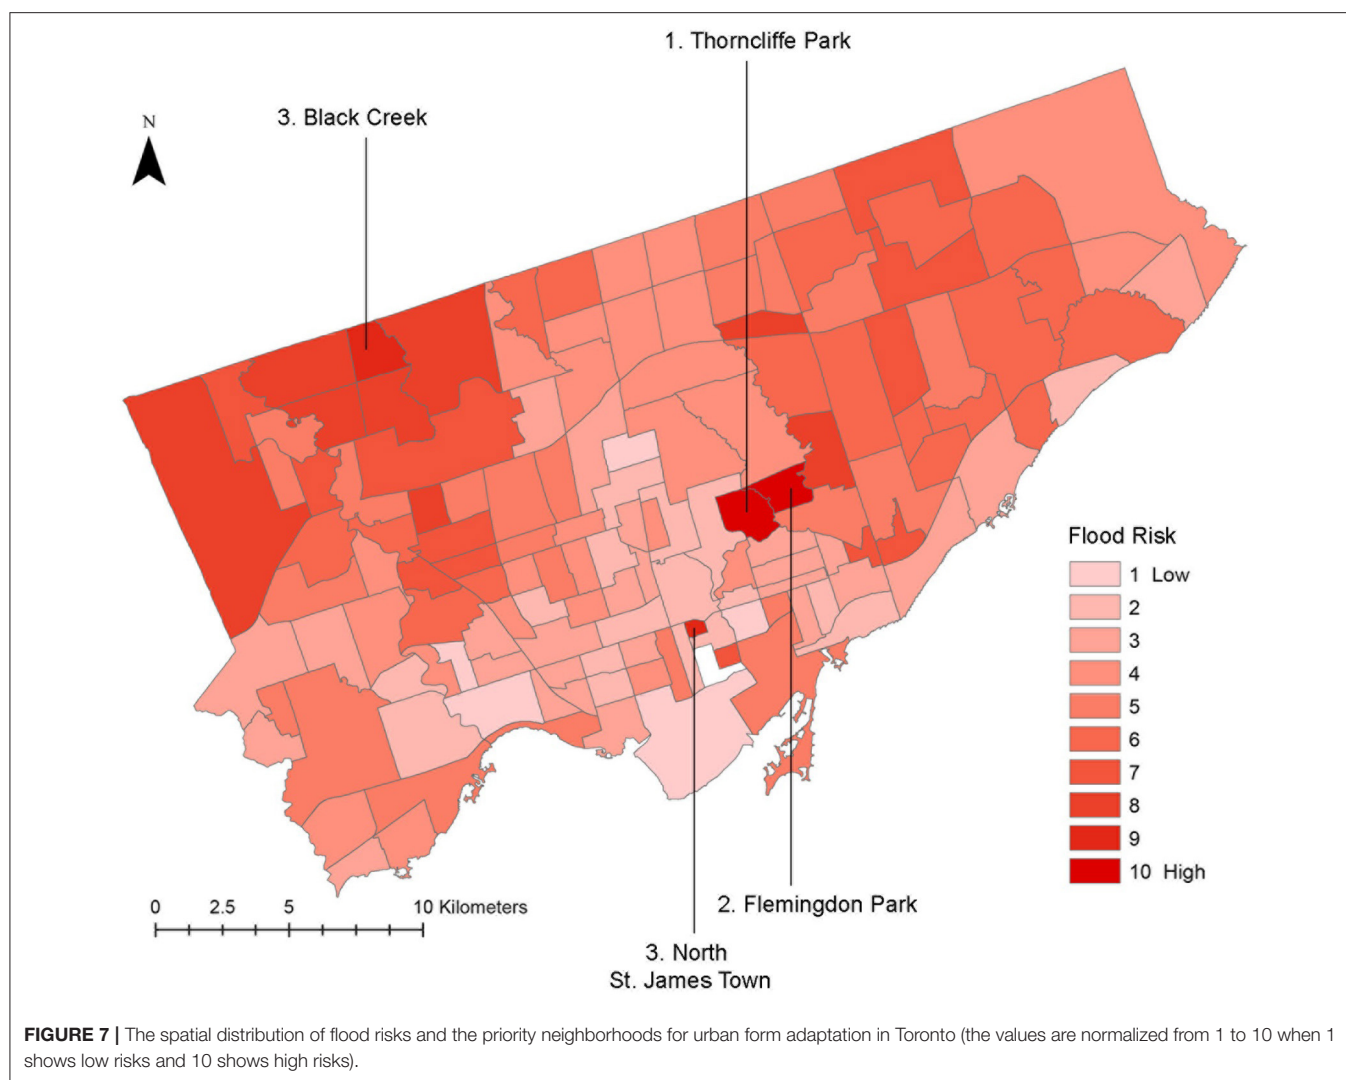 1. Thorncliffe Park
3. Black Creek
N
Flood Risk
1 Low
2
3
4
5
6
7
8
9
10 High
0 2.5 5 10 Kilometers
2. Flemingdon Park
3. North
St. James Town
FIGURE 7 | The spatial distribution of flood risks and the priority neighborhoods for urban form adaptation in Toronto (the values are normalized from 1 to 10 when 1
shows low risks and 10 shows high risks).